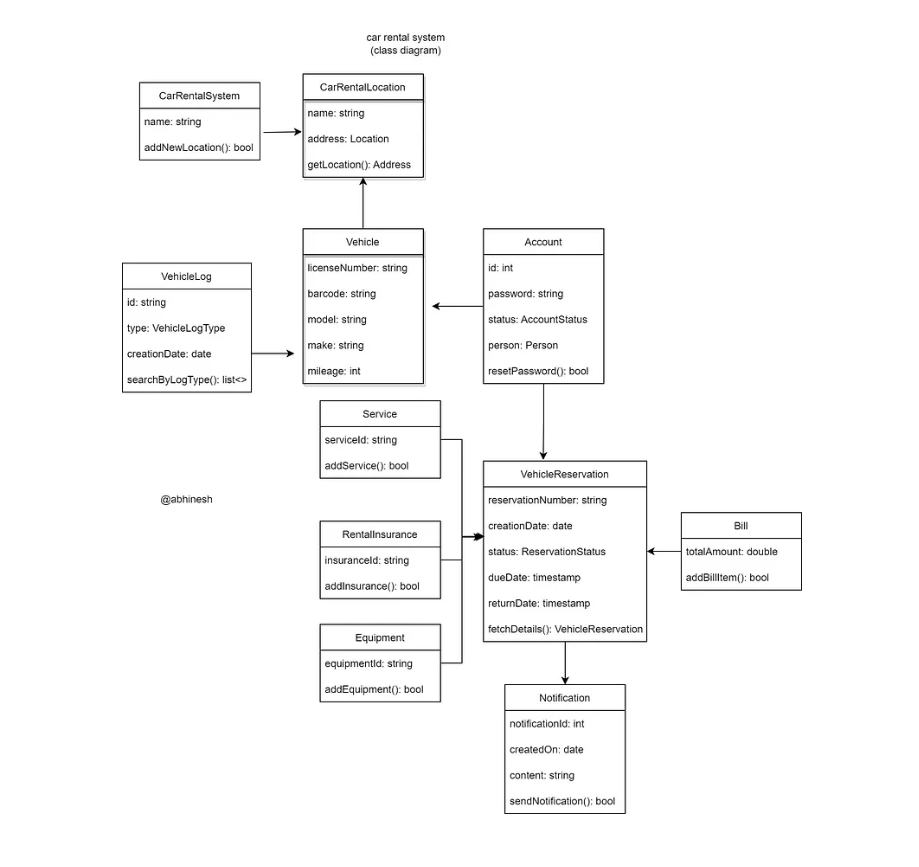 car rental system
(class diagram)
CarRentalSystem
name: string
addNewLocation(): bool
CarRentalLocation
name: string
address: Location
getLocation(): Address
Vehicle
licenseNumber: string
barcode: string
model: string
make: string
mileage: int
Account
id: int
password: string
status: AccountStatus
person: Person
resetPassword(): bool
VehicleLog
id: string
type: VehicleLogType
creationDate: date
searchByLogType(): list<>
Service
serviceId: string
addService(): bool
@abhinesh
RentalInsurance
insuranceId: string
addInsurance(): bool
Equipment
equipmentId: string
addEquipment(): bool
VehicleReservation
reservationNumber: string
creationDate: date
status: ReservationStatus
dueDate: timestamp
returnDate: timestamp
fetchDetails(): VehicleReservation
Bill
totalAmount: double
addBillItem(): bool
Notification
notificationId: int
createdOn: date
content: string
sendNotification(): bool